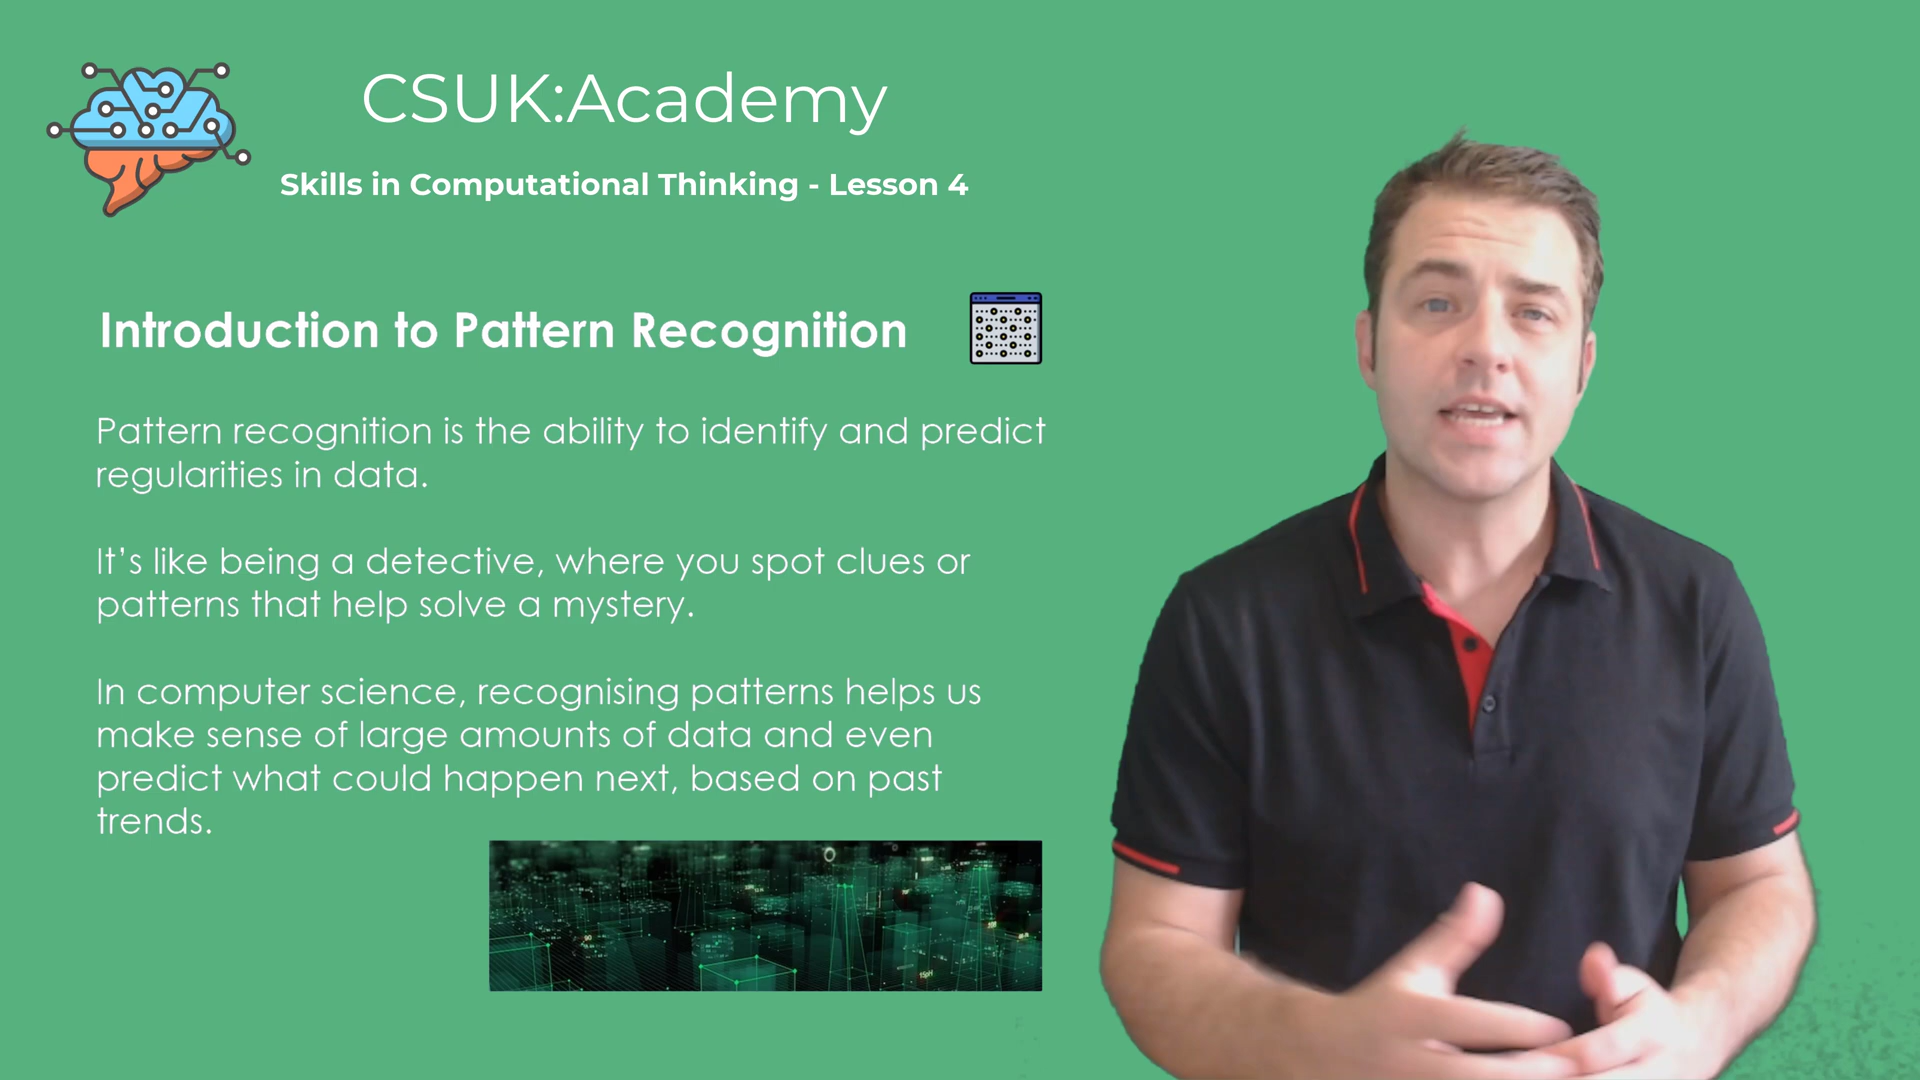 CSUK:Academy
Skills in Computational Thinking - Lesson 4
Introduction to Pattern Recognition
Pattern recognition is the ability to identify and predict
regularities in data.
It’s like being a detective, where you spot clues or
patterns that help solve a mystery.
In computer science, recognising patterns helps us
make sense of large amounts of data and even
predict what could happen next, based on past
trends.